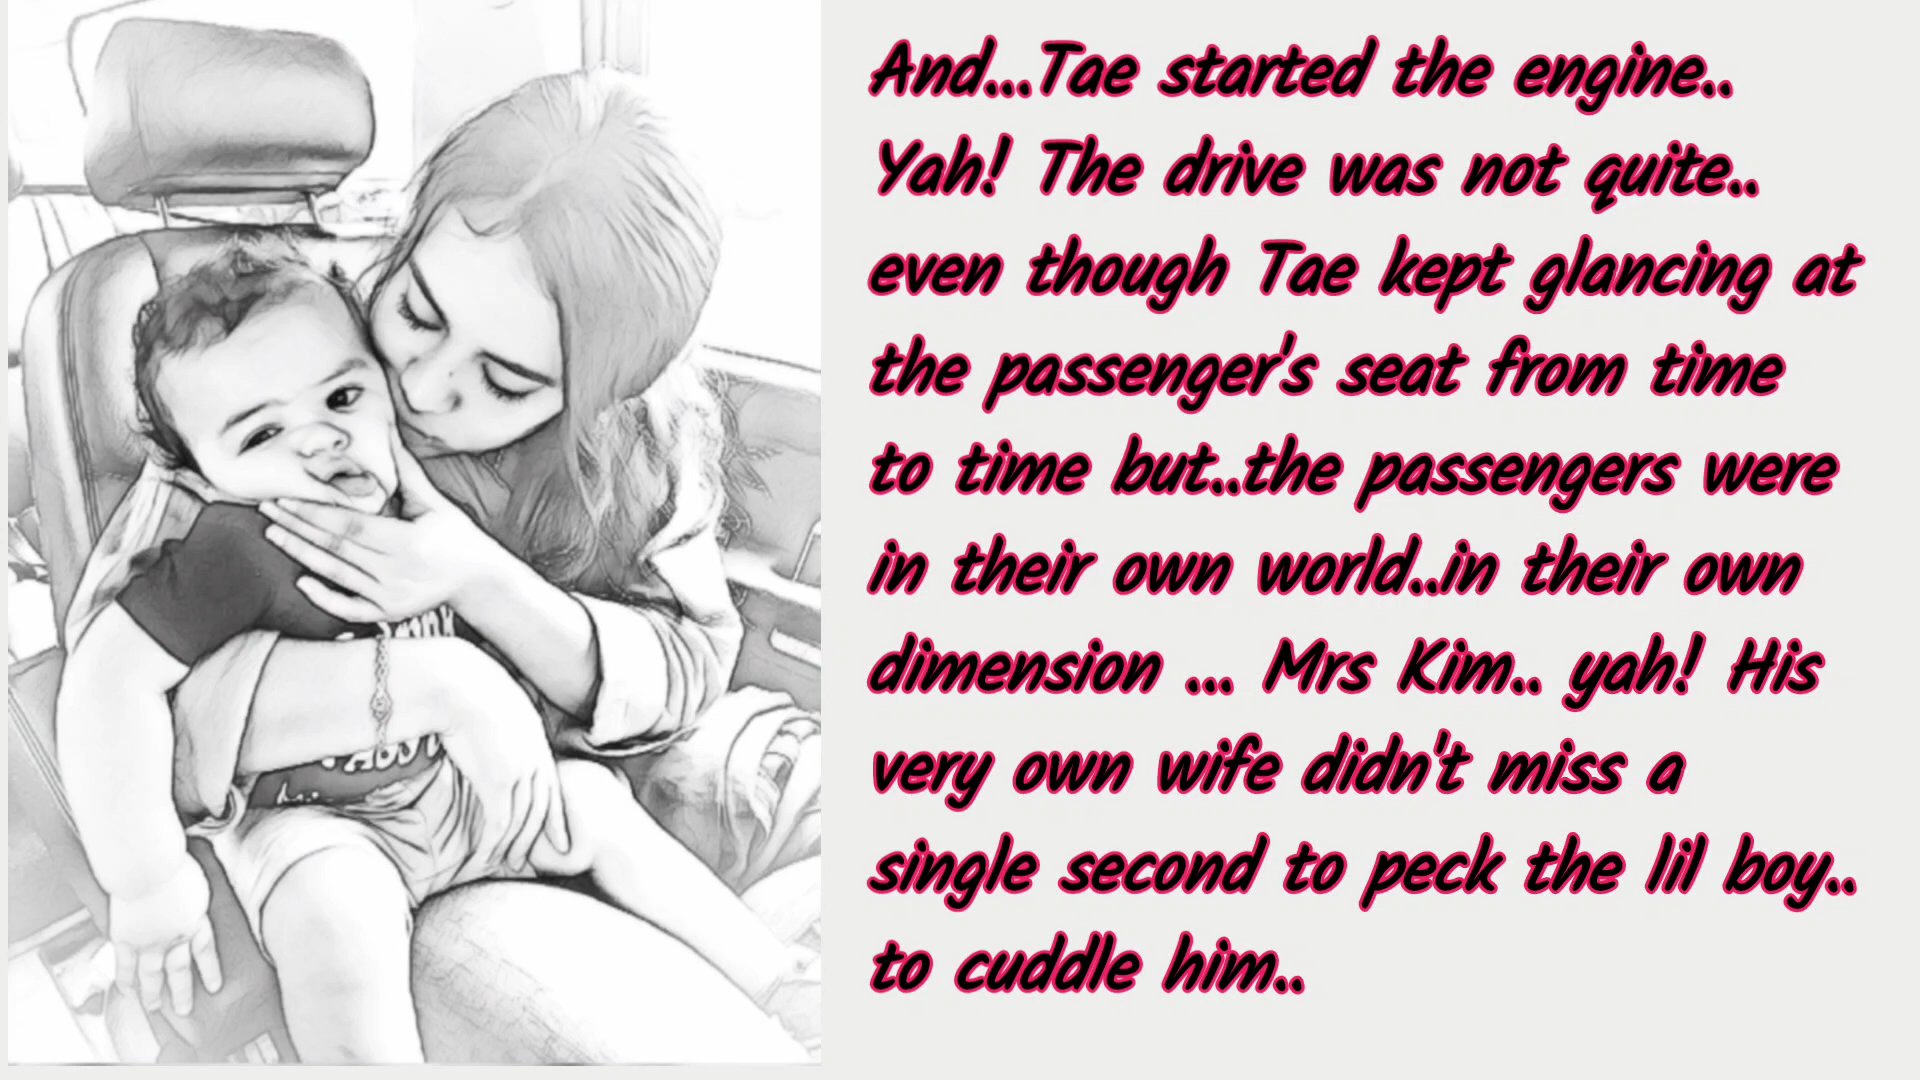 And...Tae started the engine..
Yah! The drive was not quite..
even though Tae kept glancing at
the passenger's seat from time
to time but..the passengers were
in their own world..in their own
dimension ... Mrs Kim.. yah! His
very own wife didn't miss a
single second to peck the lil boy..
to cuddle him..